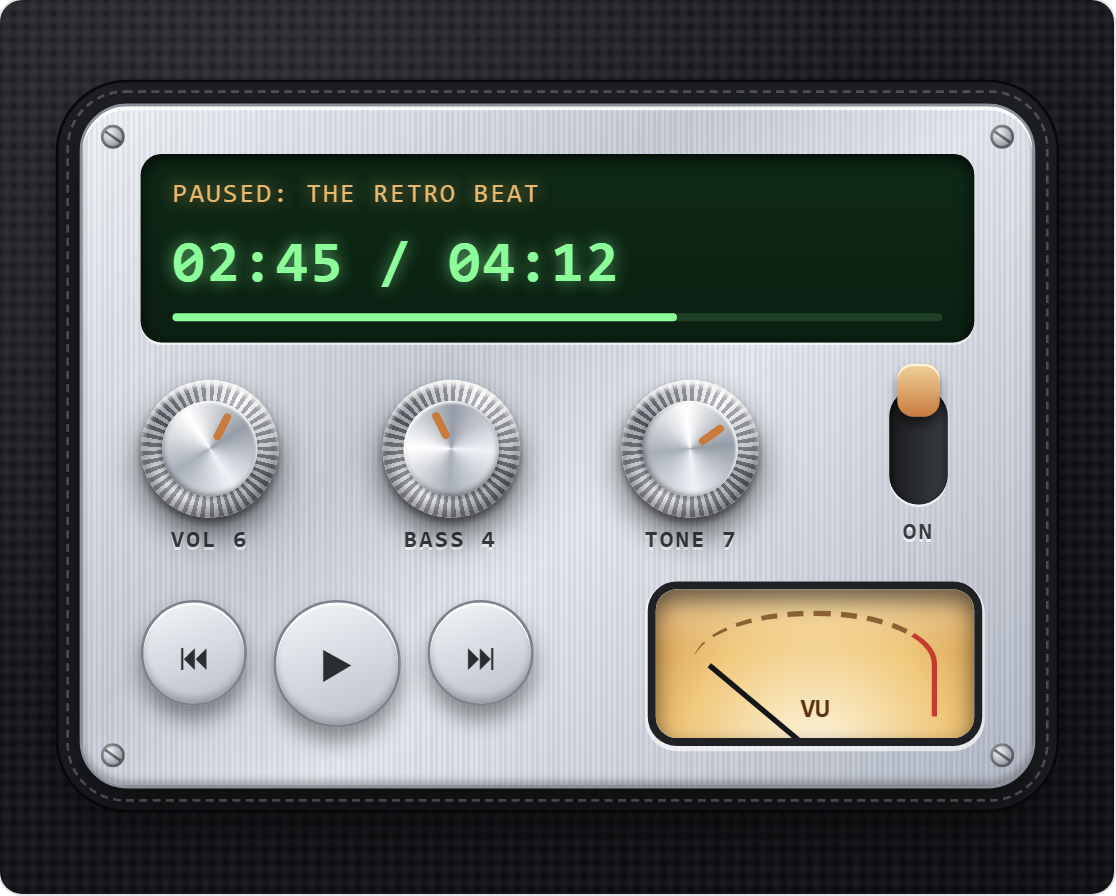 PAUSED: THE RETRO BEAT
02:45 / 04:12
VOL 6
BASS 4
TONE 7
ON
VU